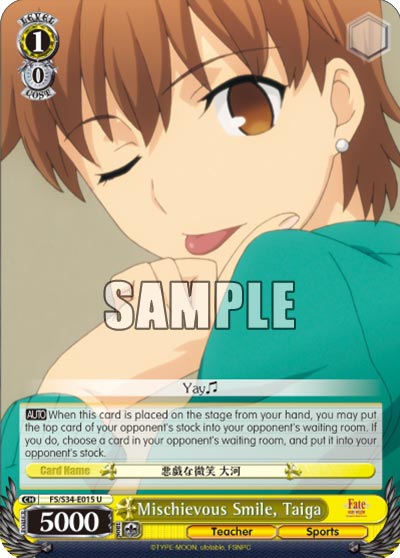 LEVEL
1
0
COST
SAMPLE
Yay♫
AUTO When this card is placed on the stage from your hand, you may put
the top card of your opponent's stock into your opponent's waiting room. If
you do, choose a card in your opponent's waiting room, and put it into your
opponent's stock.
Card Name 悪戯な微笑 大河
CH FS/S34-E015 U
5000
Mischievous Smile, Taiga
Fate
Teacher Sports
©TYPE-MOON, ufotable, FSNPC